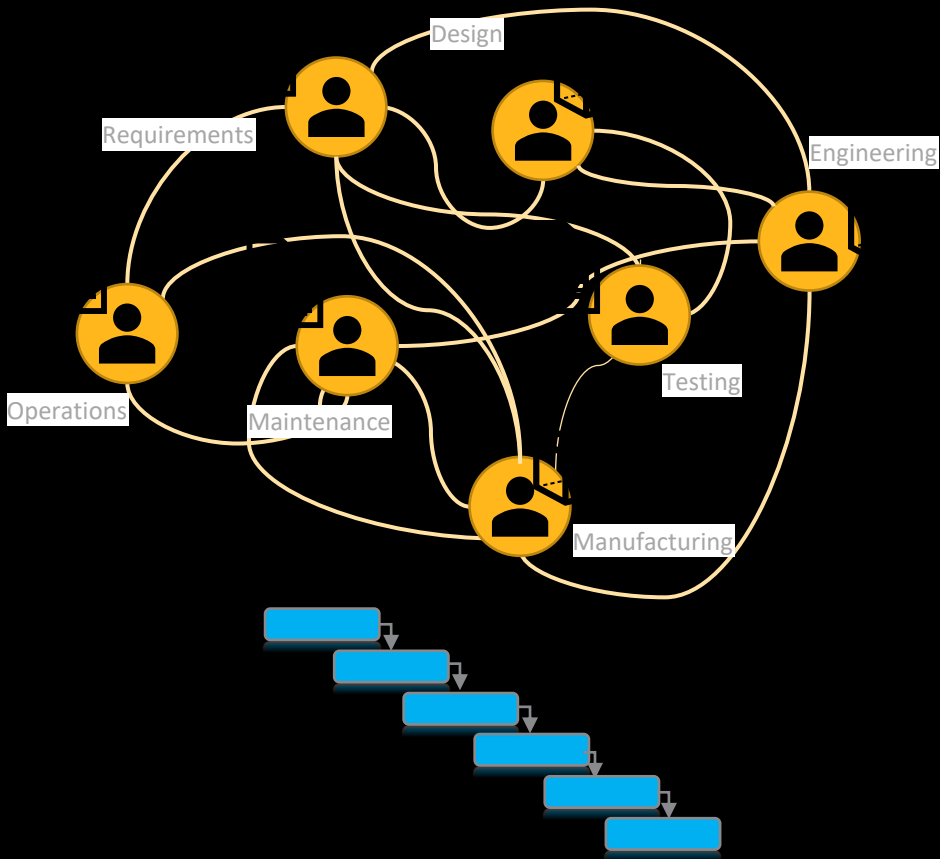 Design
Requirements
Engineering
Testing
Operations
Maintenance
Manufacturing